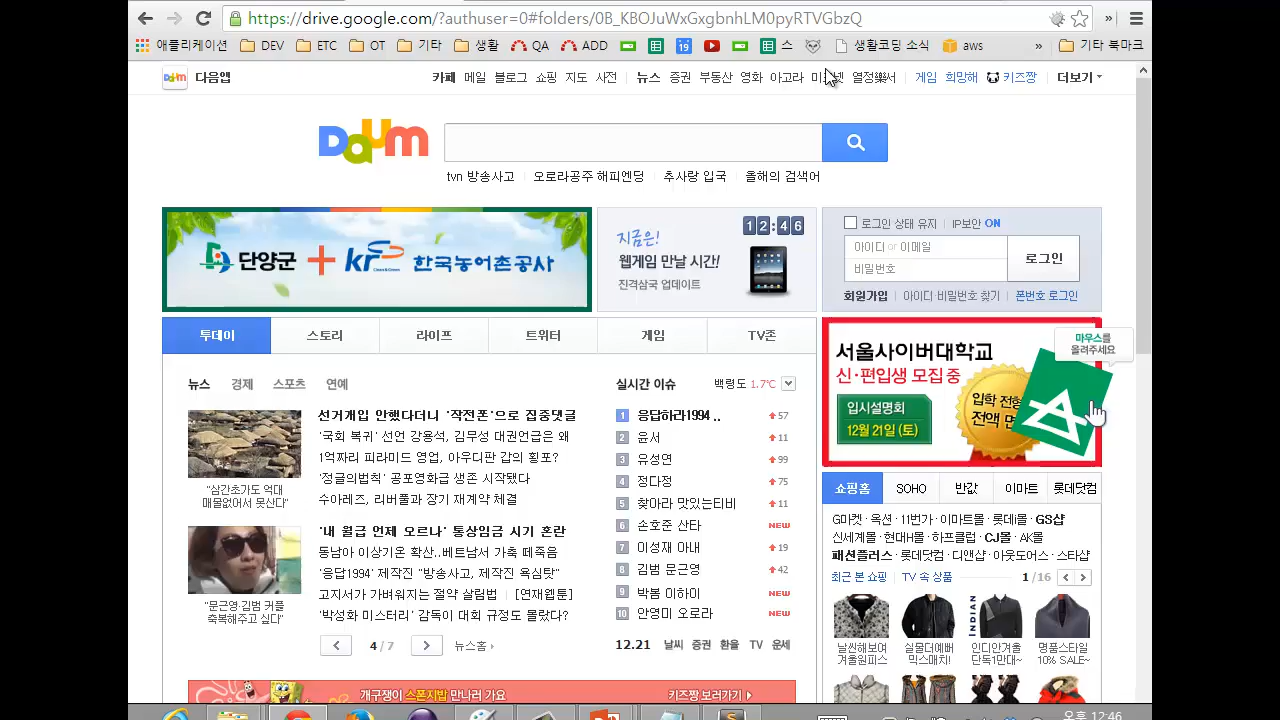 https://drive.google.com/?authuser=0#folders/0B_KBOJuWxGxgbnhLM0pyRTVGbzQ
애플리케이션 DEV ETC OT 기타 생활 QA ADD 19 스 생활코딩 소식 aws » 기타 북마크
Daum 다음앱 카페 메일 블로그 쇼핑 지도 사전 뉴스 증권 부동산 영화 아고라 열정樂서 게임 희망해 키즈짱 더보기
Daum
tvn 방송사고 오로라공주 해피엔딩 추사랑 입국 올해의 검색어
단양군 + kr 한국농어촌공사
지금은!
12:46
웹게임 만날 시간!
진격삼국 업데이트
로그인 상태 유지 IP보안 ON
아이디 or 이메일
비밀번호
로그인
회원가입 아이디 비밀번호 찾기 폰번호 로그인
투데이 스토리 라이프 트위터 게임 TV존
서울사이버대학교
신·편입생 모집 중
입시설명회
12월 21일 (토)
입학 전형
전액 면
마우스를
올려주세요
뉴스 경제 스포츠 연예
"삼간초가도 억대
매물없어서 못산다"
"문근영·김범 커플
축복해주고 싶다"
선거개입 안했다더니 '작전폰'으로 집중댓글
'국회 복귀' 선언 강용석, 김무성 대권언급은 왜
1억짜리 피라미드 영업, 아우디판 갑의 횡포?
'정글의법칙' 공포영화급 생존 시작됐다
수아레즈, 리버풀과 장기 재계약 체결
'내 월급 언제 오르나' 통상임금 시기 혼란
동남아 이상기온 확산..베트남서 가축 떼죽음
'응답1994' 제작진 "방송사고, 제작진 욕심탓"
고지서가 가벼워지는 절약 살림법 | [연재웹툰]
'박성화 미스터리' 감독이 대회 규정도 몰랐다?
4 / 7 뉴스홈
실시간 이슈 백령도 1.7℃
1 응답하라1994 .. 57
2 윤서 11
3 유성연 99
4 정다정 75
5 찾아라 맛있는티비 11
6 손호준 산타 NEW
7 이성재 아내 19
8 김범 문근영 42
9 박봄 이하이 NEW
10 안영미 오로라 NEW
12.21 날씨 증권 환율 TV 운세
쇼핑홈 SOHO 반값 이마트 롯데닷컴
G마켓 · 옥션 · 11번가 · 이마트몰 · 롯데i몰 · GS샵
신세계몰 · 현대H몰 · 하프클럽 · CJ몰 · AK몰
패션플러스 · 롯데닷컴 · 디앤샵 · 아웃도어스 · 스타샵
최근 본 쇼핑 TV 속 상품 1 / 16
INDIAN
날씬해보여
겨울원피스
실물더예뻐
믹스매치!
인디안겨울
단독1만대~
명품스타일
10% SALE~
개구쟁이 스폰지밥 만나러 가요 키즈짱 보러가기
오후 12:46